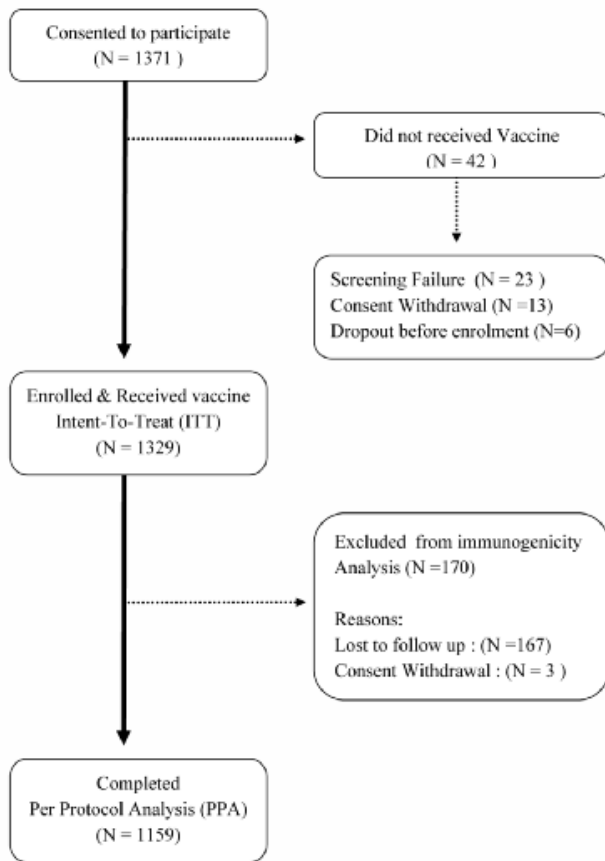 Consented to participate
(N = 1371 )
Did not received Vaccine
(N = 42 )
Screening Failure (N = 23 )
Consent Withdrawal (N =13)
Dropout before enrolment (N=6)
Enrolled & Received vaccine
Intent-To-Treat (ITT)
(N = 1329)
Excluded from immunogenicity
Analysis (N =170)
Reasons:
Lost to follow up : (N =167)
Consent Withdrawal : (N = 3 )
Completed
Per Protocol Analysis (PPA)
(N = 1159)